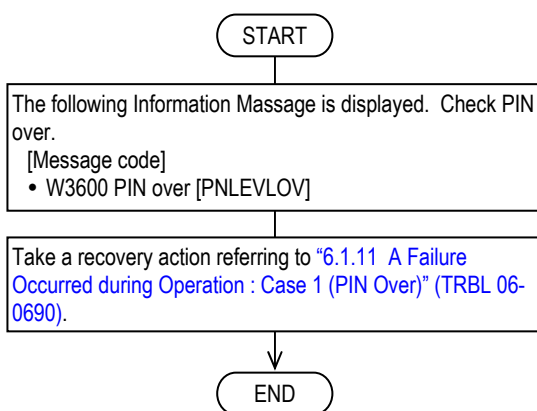 START
The following Information Massage is displayed.  Check PIN
over.
[Message code]
• W3600 PIN over [PNLEVLOV]
Take a recovery action referring to “6.1.11  A Failure
Occurred during Operation : Case 1 (PIN Over)” (TRBL 06-
0690).
END